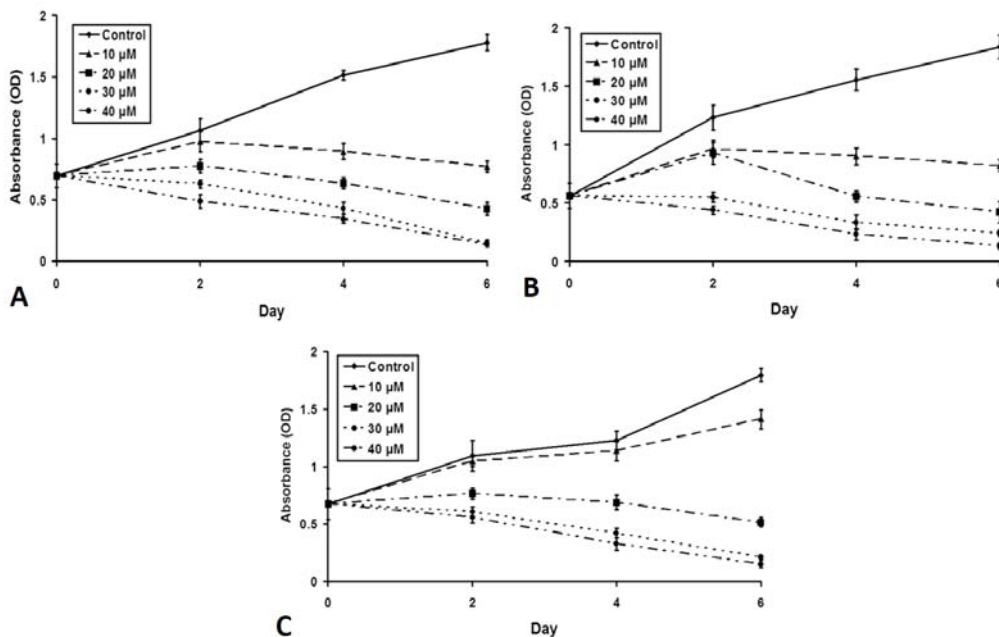 2
1.5
1
0.5
0
Absorbance (OD)
Control
10 µM
20 µM
30 µM
40 µM
0
2
4
6
Day
A
2
1.5
1
0.5
0
Absorbance (OD)
Control
10 µM
20 µM
30 µM
40 µM
0
2
4
6
Day
B
2
1.5
1
0.5
0
Absorbance (OD)
Control
10 µM
20 µM
30 µM
40 µM
0
2
4
6
Day
C